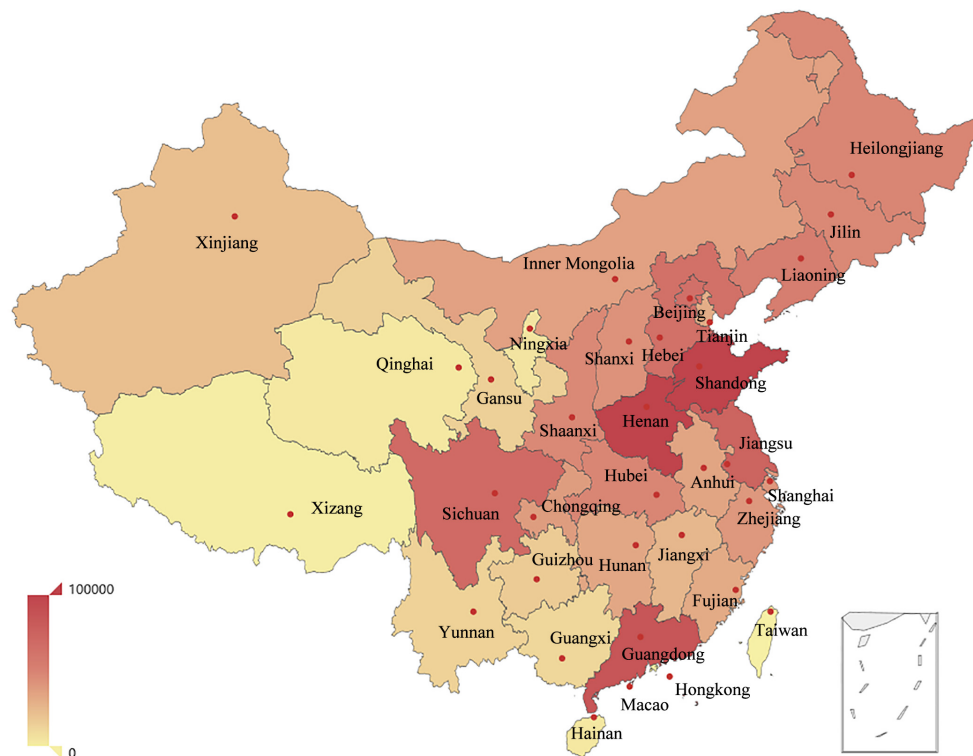 Heilongjiang
Jilin
Xinjiang
Inner Mongolia
Liaoning
Beijing
Tianjin
Ningxia
Shanxi
Hebei
Qinghai
Shandong
Gansu
Henan
Shaanxi
Jiangsu
Hubei
Anhui
Shanghai
Xizang
Sichuan
Chongqing
Zhejiang
Guizhou
Hunan
Jiangxi
100000
Fujian
Yunnan
Guangxi
Taiwan
Guangdong
Hongkong
Macao
Hainan
0